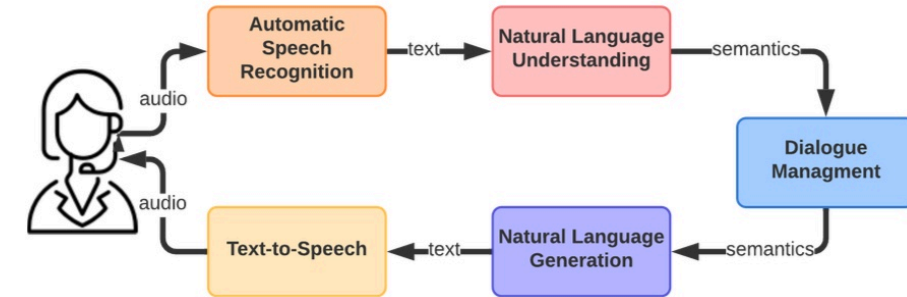 Automatic
Speech
Recognition
text
Natural Language
Understanding
semantics
audio
Dialogue
Managment
audio
Text-to-Speech
text
Natural Language
Generation
semantics